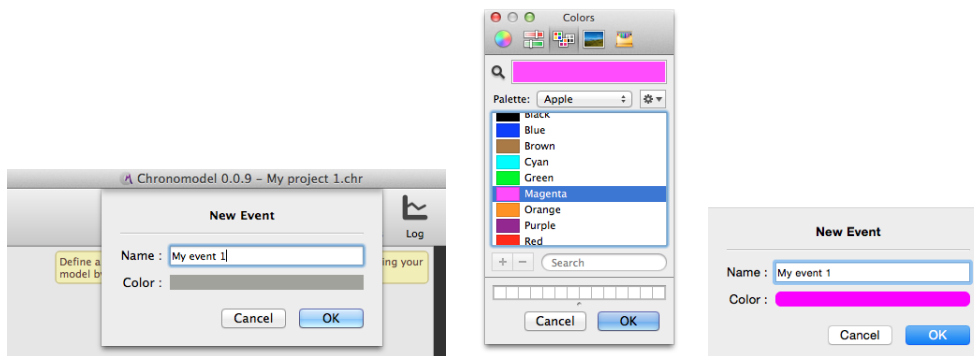 Chronomodel 0.0.9 – My project 1.chr
New Event
Log
Name : My event 1
Define a
ing your
model b
Color :
Cancel OK
Colors
Palette: Apple
Black
Blue
Brown
Cyan
Green
Magenta
Orange
Purple
Red
+ − Search
Cancel OK
New Event
Name : My event 1
Color :
Cancel OK